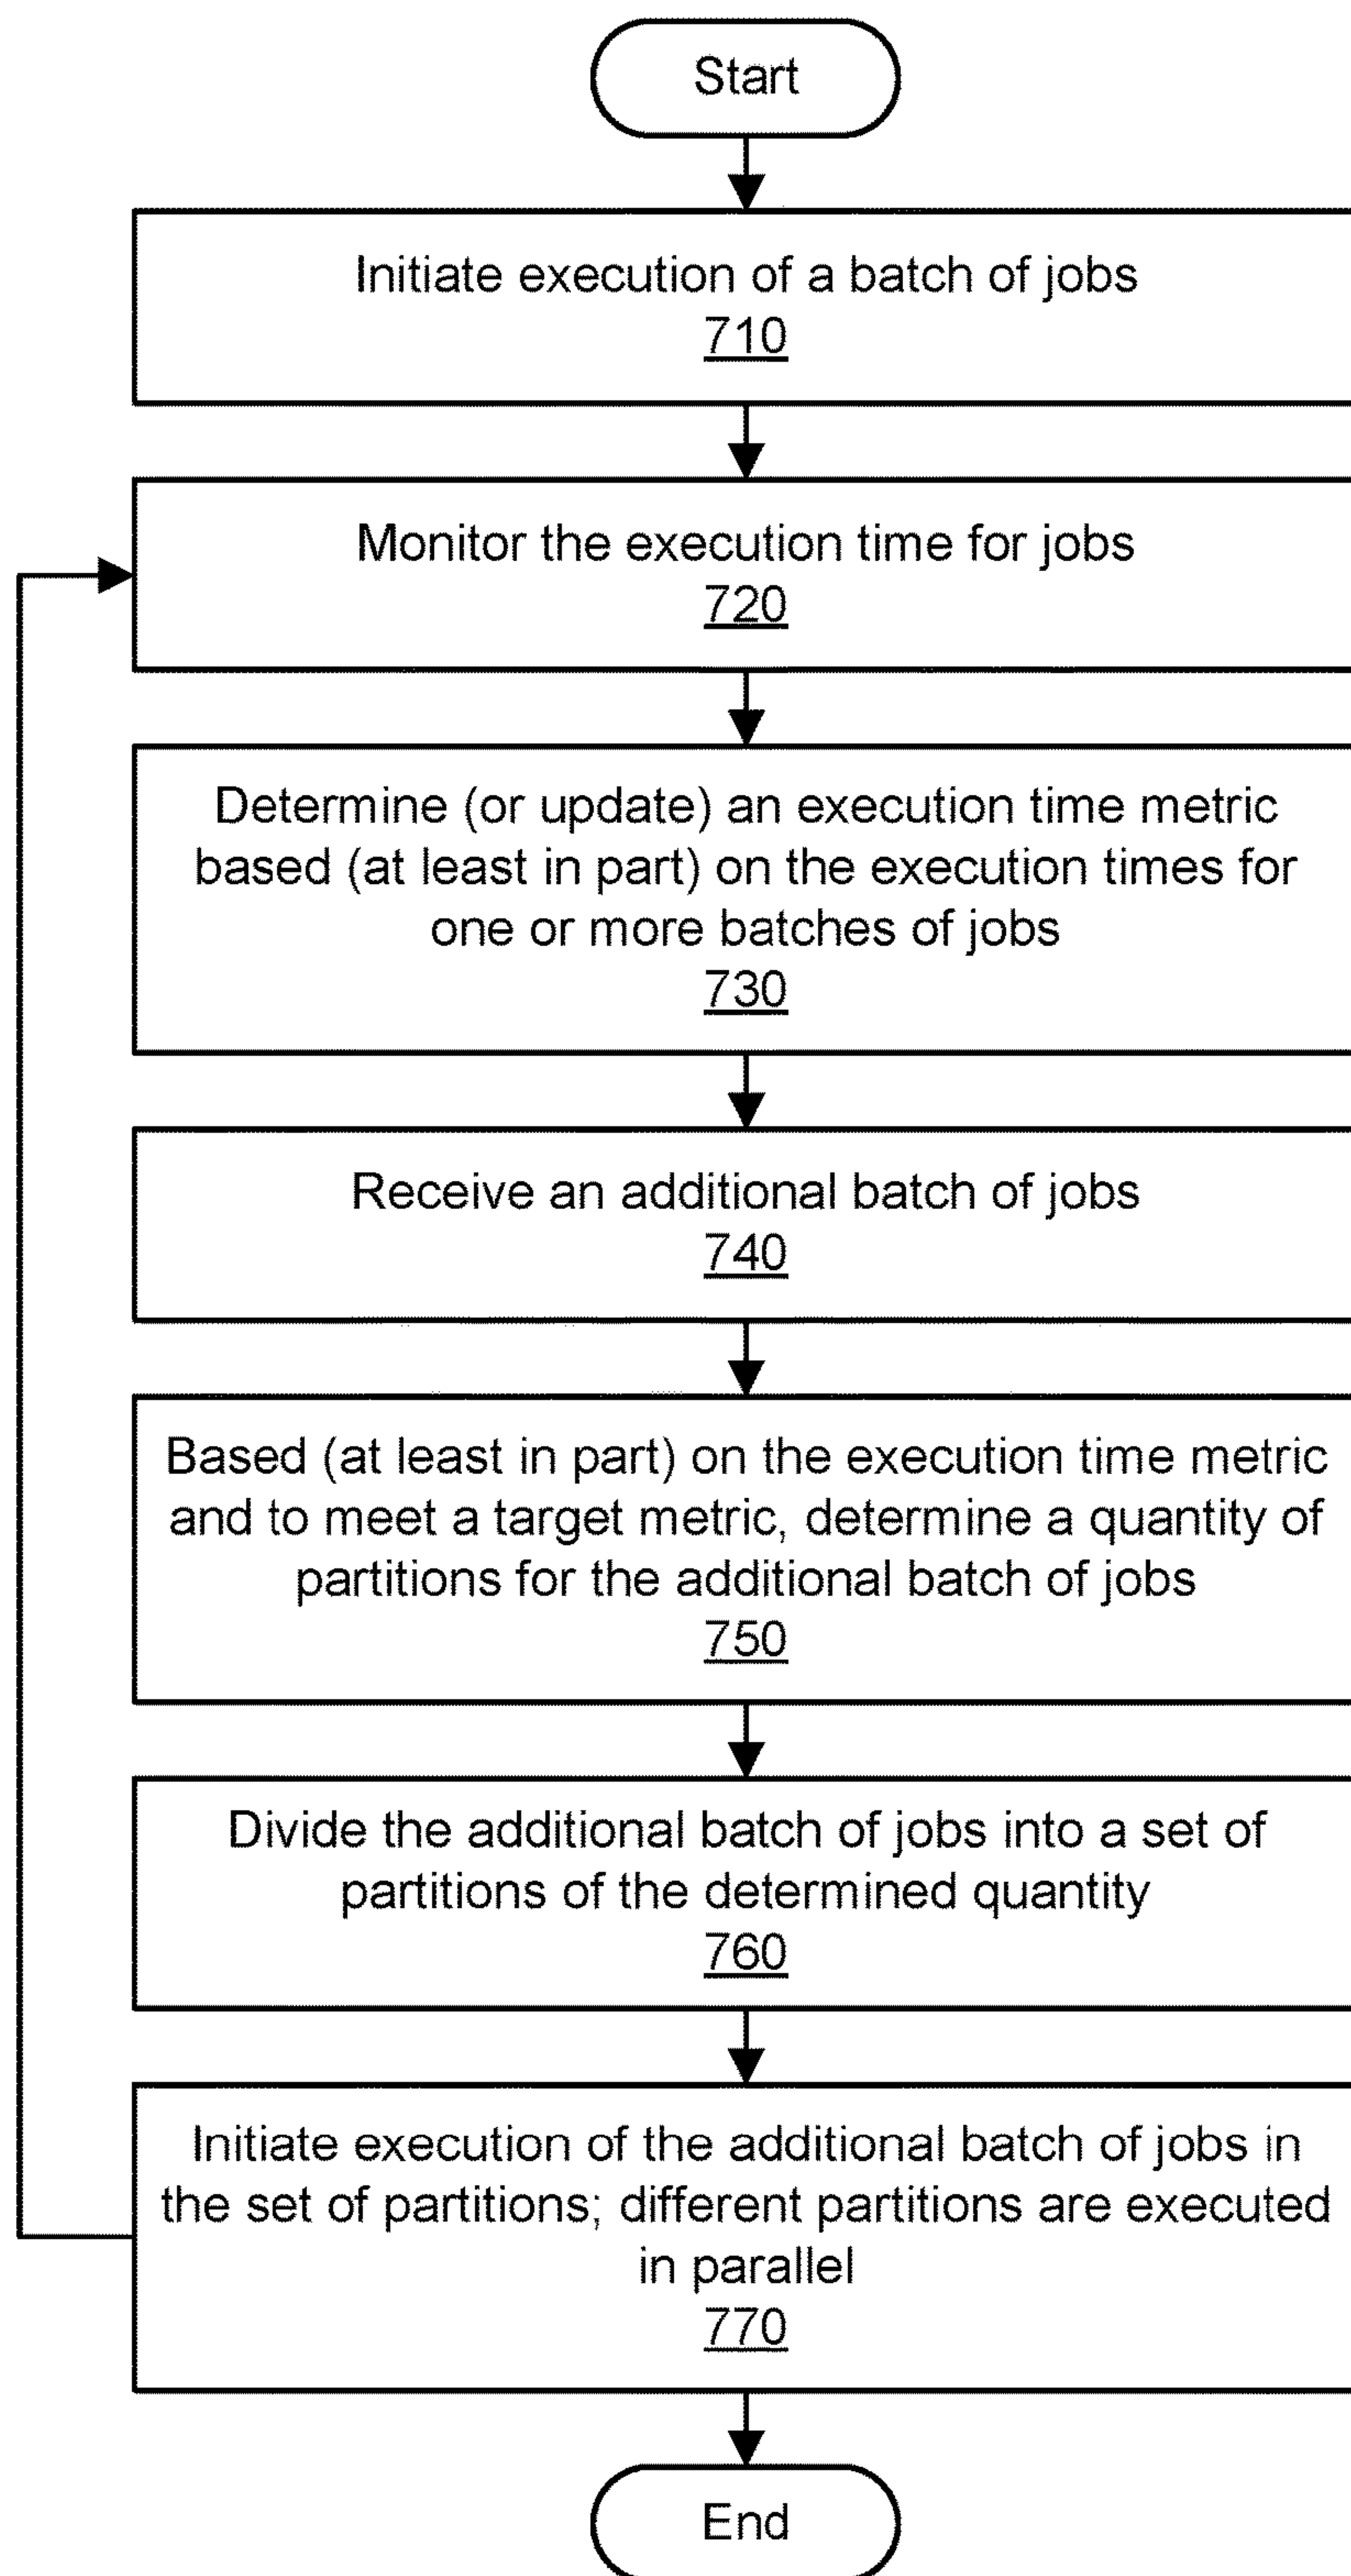 Start
Initiate execution of a batch of jobs
710
Monitor the execution time for jobs
720
Determine (or update) an execution time metric
based (at least in part) on the execution times for
one or more batches of jobs
730
Receive an additional batch of jobs
740
Based (at least in part) on the execution time metric
and to meet a target metric, determine a quantity of
partitions for the additional batch of jobs
750
Divide the additional batch of jobs into a set of
partitions of the determined quantity
760
Initiate execution of the additional batch of jobs in
the set of partitions; different partitions are executed
in parallel
770
End